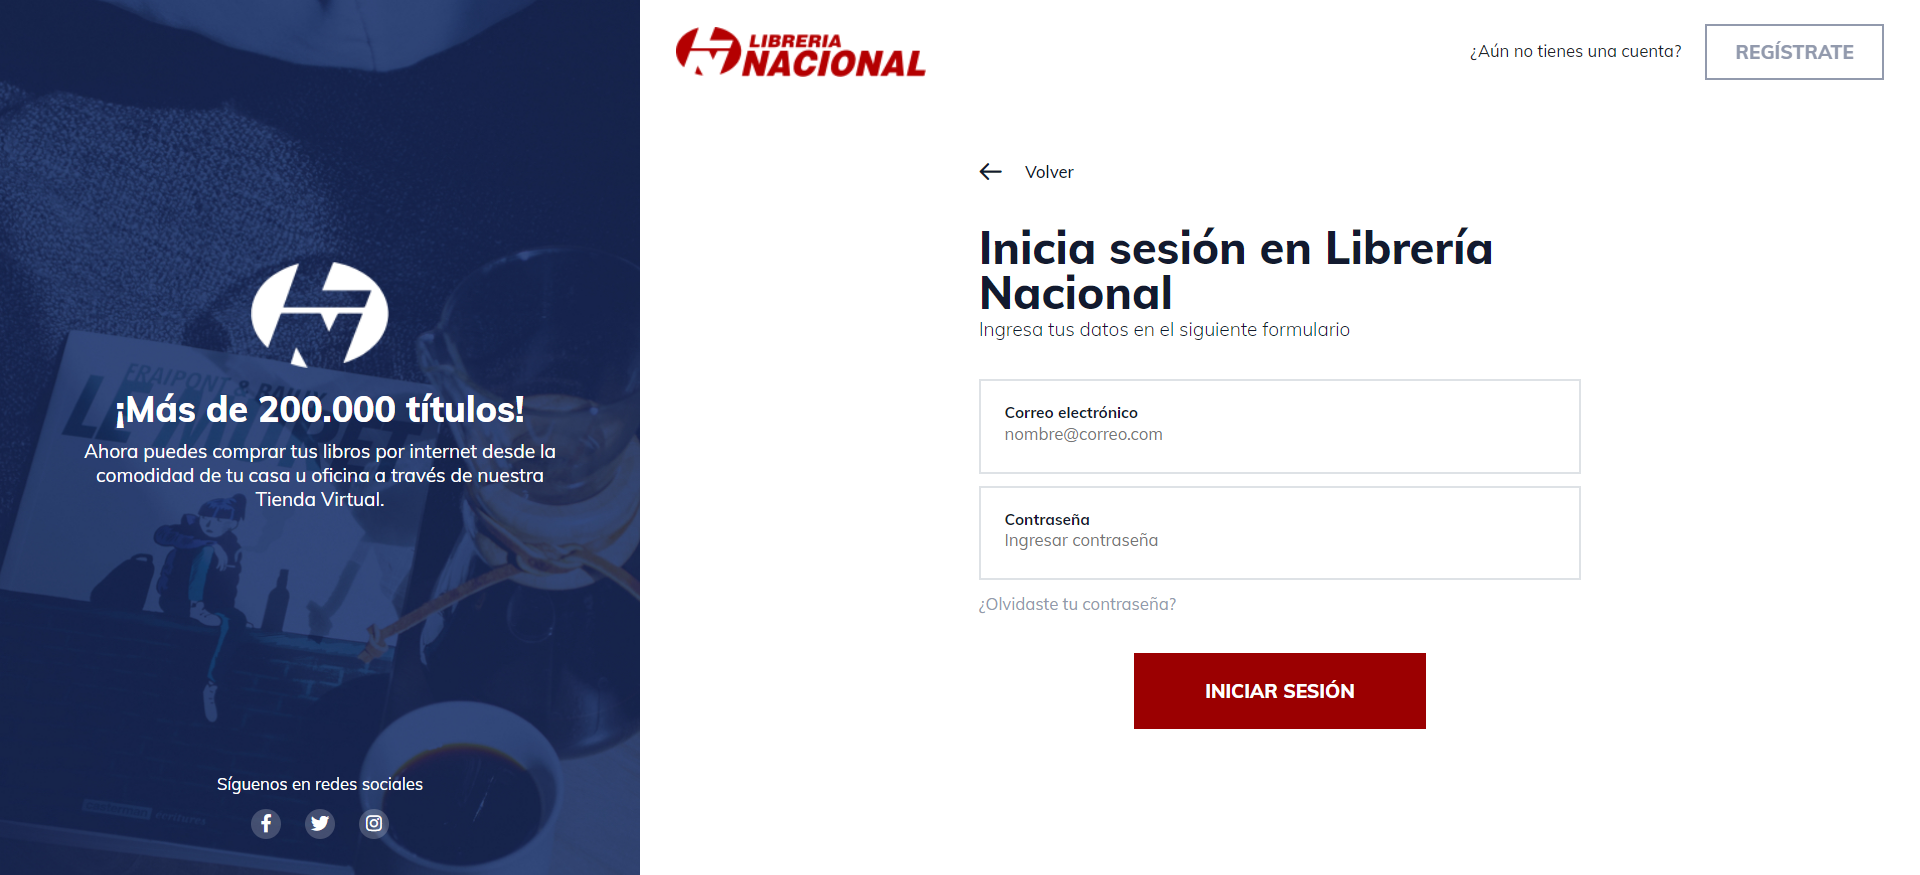 ¡Más de 200.000 títulos!
Ahora puedes comprar tus libros por internet desde la
comodidad de tu casa u oficina a través de nuestra
Tienda Virtual.
Síguenos en redes sociales
LIBRERIA
NACIONAL
¿Aún no tienes una cuenta?
REGÍSTRATE
Volver
Inicia sesión en Librería
Nacional
Ingresa tus datos en el siguiente formulario
Correo electrónico
nombre@correo.com
Contraseña
Ingresar contraseña
¿Olvidaste tu contraseña?
INICIAR SESIÓN